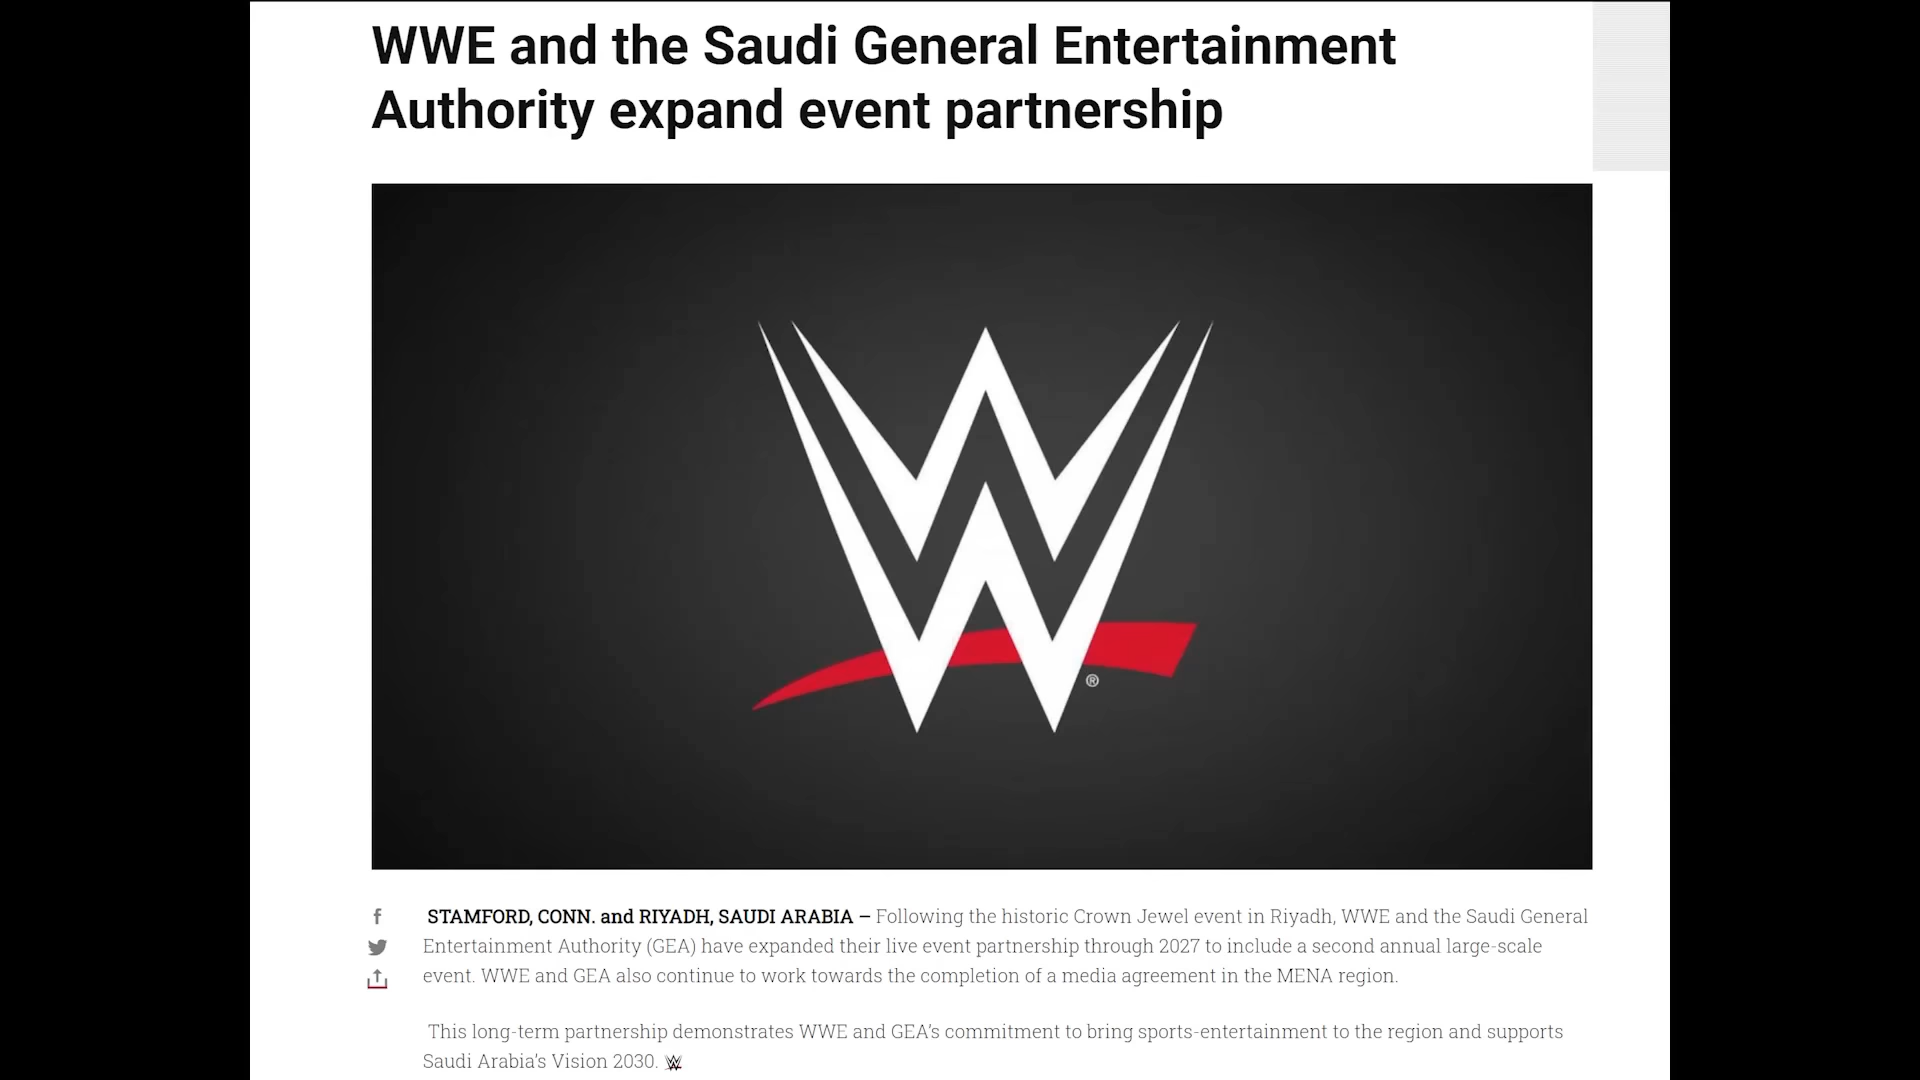 WWE and the Saudi General Entertainment
Authority expand event partnership
W
®
STAMFORD, CONN. and RIYADH, SAUDI ARABIA – Following the historic Crown Jewel event in Riyadh, WWE and the Saudi General
Entertainment Authority (GEA) have expanded their live event partnership through 2027 to include a second annual large-scale
event. WWE and GEA also continue to work towards the completion of a media agreement in the MENA region.
This long-term partnership demonstrates WWE and GEA's commitment to bring sports-entertainment to the region and supports
Saudi Arabia's Vision 2030.